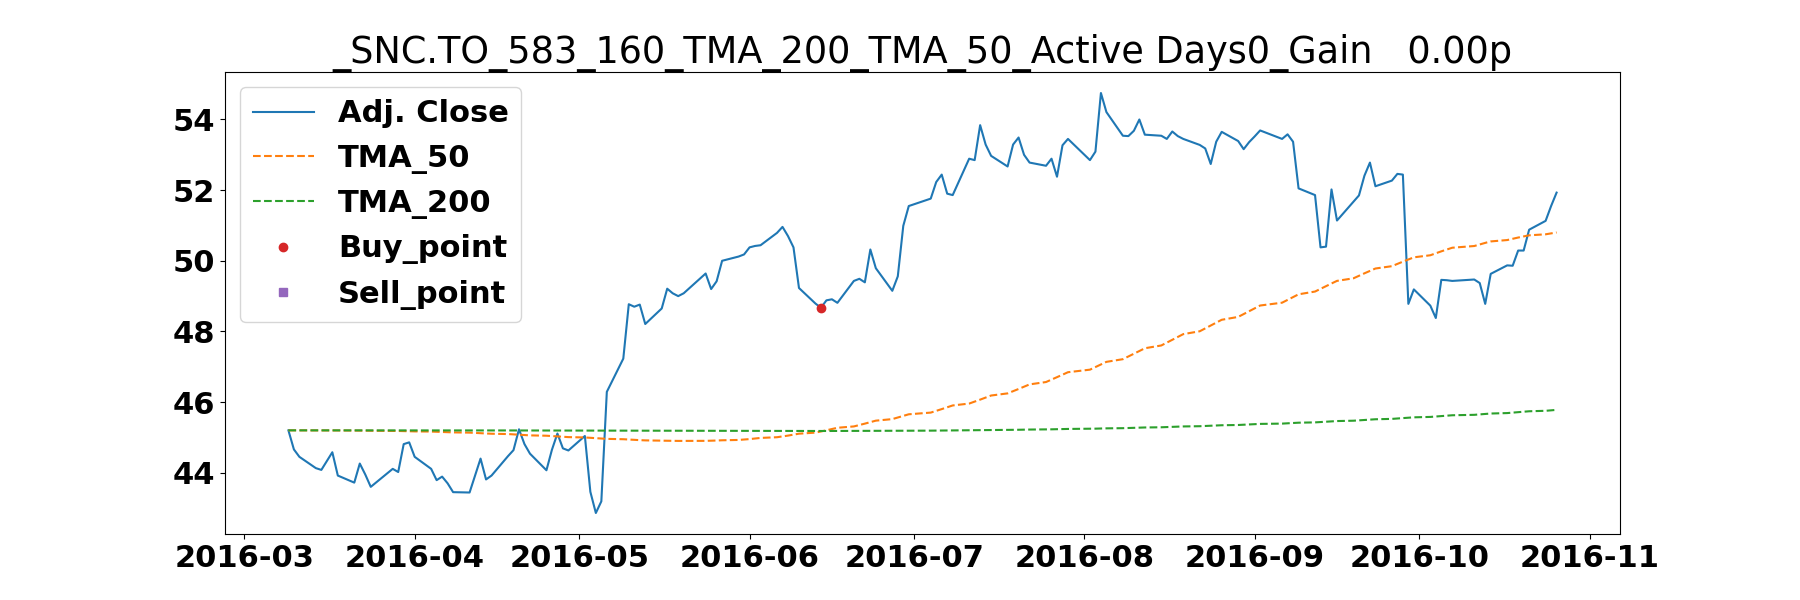 _SNC.TO_583_160_TMA_200_TMA_50_Active Days0_Gain   0.00p
Adj. Close
TMA_50
TMA_200
Buy_point
Sell_point
54
52
50
48
46
44
2016-03 2016-04 2016-05 2016-06 2016-07 2016-08 2016-09 2016-10 2016-11